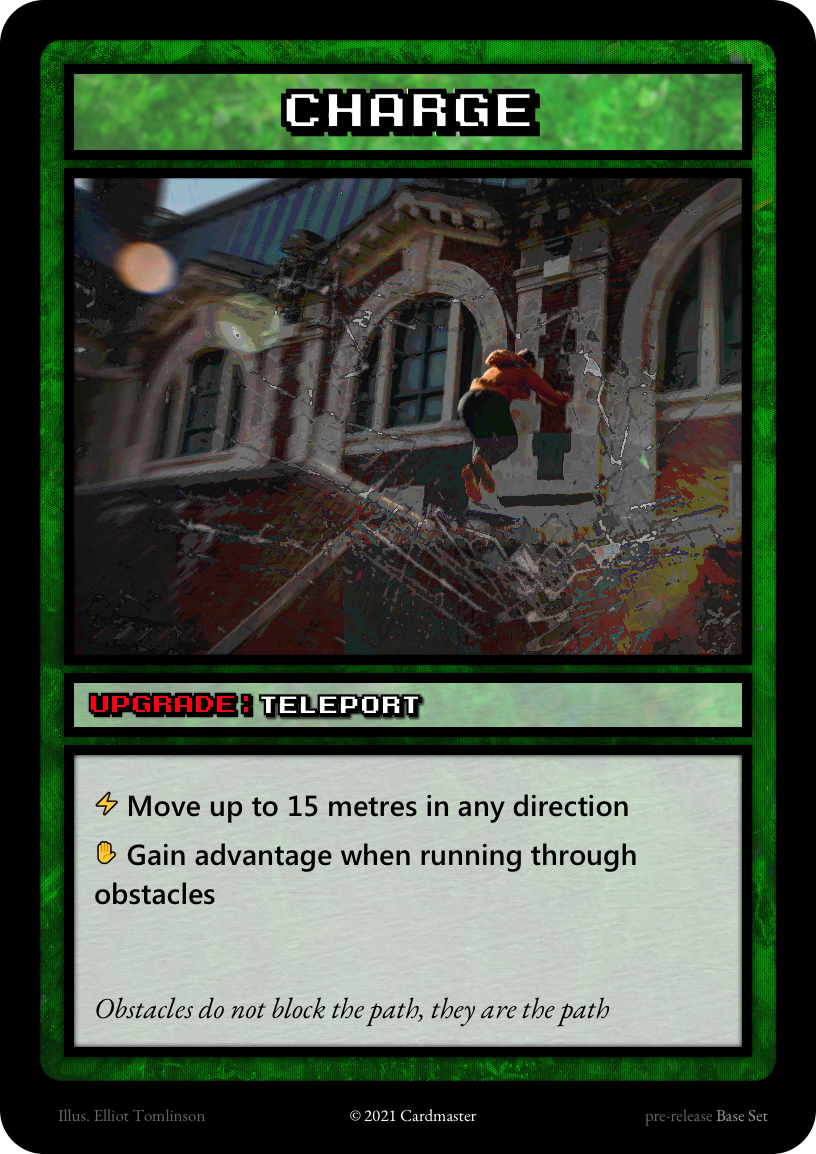 CHARGE
UPGRADE: TELEPORT
⚡ Move up to 15 metres in any direction
✋ Gain advantage when running through
obstacles
Obstacles do not block the path, they are the path
Illus. Elliot Tomlinson
© 2021 Cardmaster
pre-release Base Set